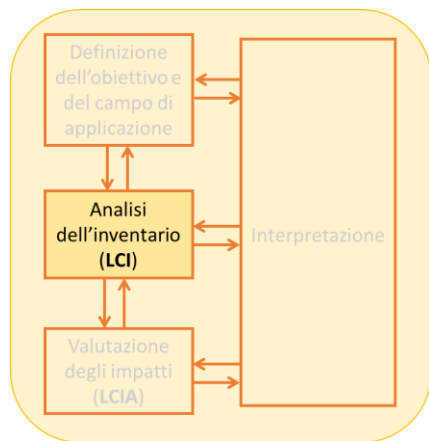 Definizione
dell'obiettivo e
del campo di
applicazione
Analisi
dell'inventario
(LCI)
Interpretazione
Valutazione
degli impatti
(LCIA)